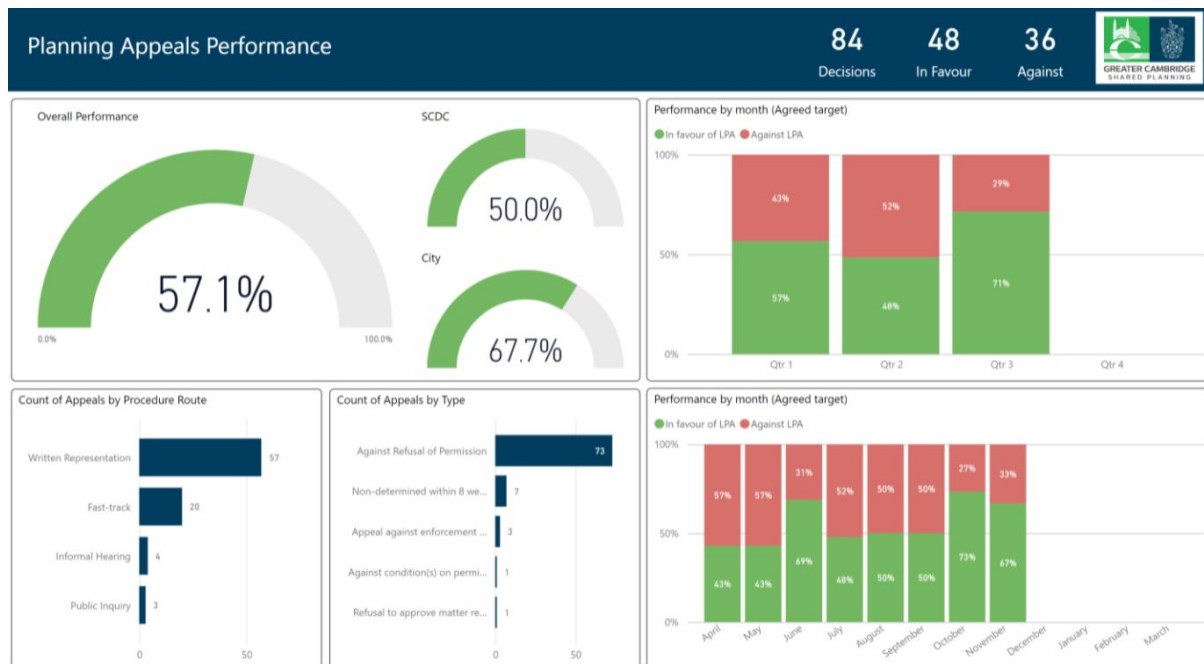 Planning Appeals Performance
84
Decisions
48
In Favour
36
Against
GREATER CAMBRIDGE
SHARED PLANNING
Overall Performance
57.1%
0.0%
100.0%
SCDC
50.0%
City
67.7%
Performance by month (Agreed target)
In favour of LPA Against LPA
100%
50%
0%
43%
52%
29%
57%
48%
71%
Qtr 1 Qtr 2 Qtr 3 Qtr 4
Count of Appeals by Procedure Route
Written Representation 57
Fast-track 20
Informal Hearing 4
Public Inquiry 3
0 50
Count of Appeals by Type
Against Refusal of Permission 73
Non-determined within 8 we... 7
Appeal against enforcement ... 3
Against condition(s) on permi... 1
Refusal to approve matter re... 1
0 50
Performance by month (Agreed target)
In favour of LPA Against LPA
100%
50%
0%
57% 57% 31% 52% 50% 50% 27% 33%
43% 43% 69% 48% 50% 50% 73% 67%
April May June July August September October November December January February March